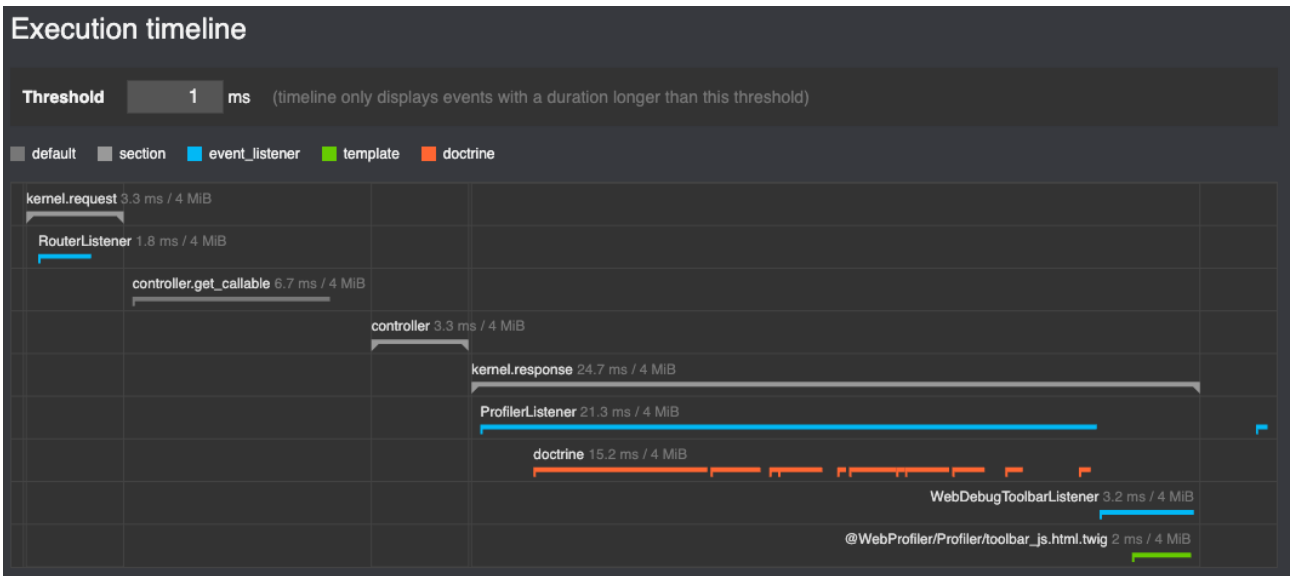 Execution timeline
Threshold 1 ms (timeline only displays events with a duration longer than this threshold)
default section event_listener template doctrine
kernel.request 3.3 ms / 4 MiB
RouterListener 1.8 ms / 4 MiB
controller.get_callable 6.7 ms / 4 MiB
controller 3.3 ms / 4 MiB
kernel.response 24.7 ms / 4 MiB
ProfilerListener 21.3 ms / 4 MiB
doctrine 15.2 ms / 4 MiB
WebDebugToolbarListener 3.2 ms / 4 MiB
@WebProfiler/Profiler/toolbar_js.html.twig 2 ms / 4 MiB